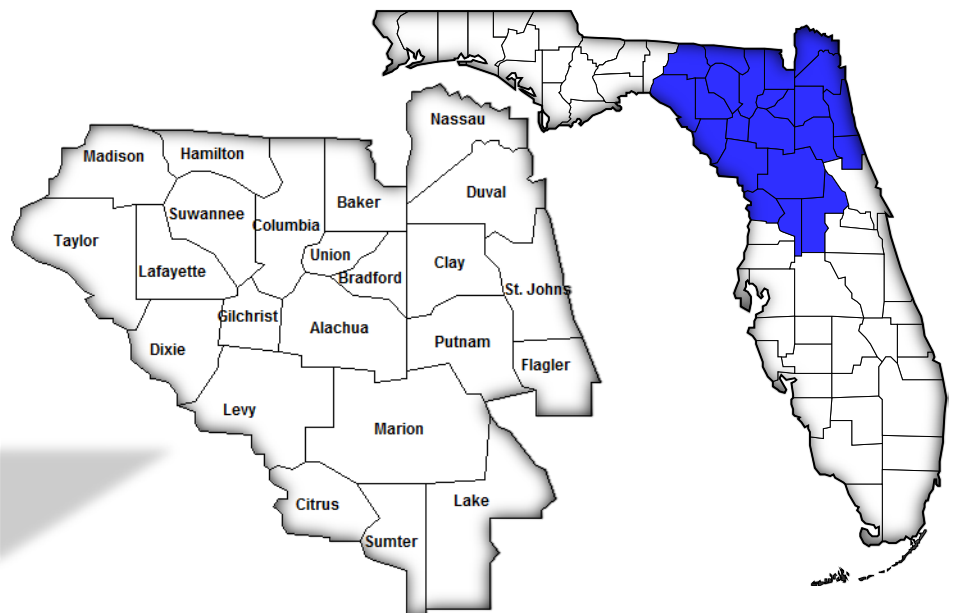 Nassau
Madison
Hamilton
Duval
Baker
Suwannee
Columbia
Taylor
Union
Clay
Lafayette
Bradford
St. Johns
Gilchrist
Alachua
Putnam
Dixie
Flagler
Levy
Marion
Citrus
Lake
Sumter